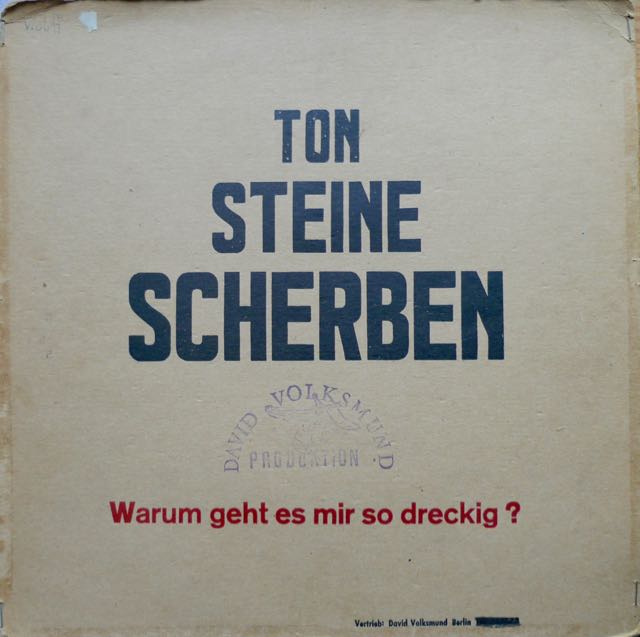 TON
STEINE
SCHERBEN
DAVID VOLKSMUND
PRODUKTION
Warum geht es mir so dreckig ?
Vertrieb: David Volksmund Berlin